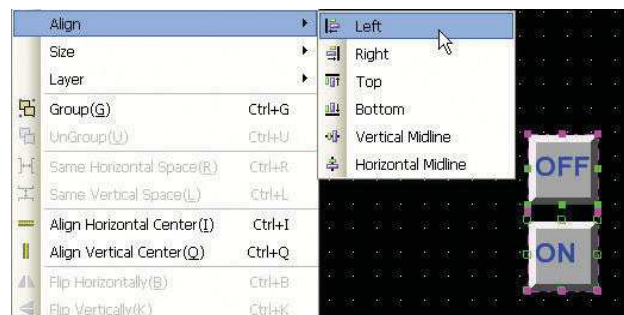 Align
Size
Layer
Group(G) Ctrl+G
UnGroup(U) Ctrl+U
Same Horizontal Space(R) Ctrl+R
Same Vertical Space(L) Ctrl+L
Align Horizontal Center(I) Ctrl+I
Align Vertical Center(Q) Ctrl+Q
Flip Horizontally(B) Ctrl+B
Flip Vertically(K) Ctrl+K
Left
Right
Top
Bottom
Vertical Midline
Horizontal Midline
OFF
ON